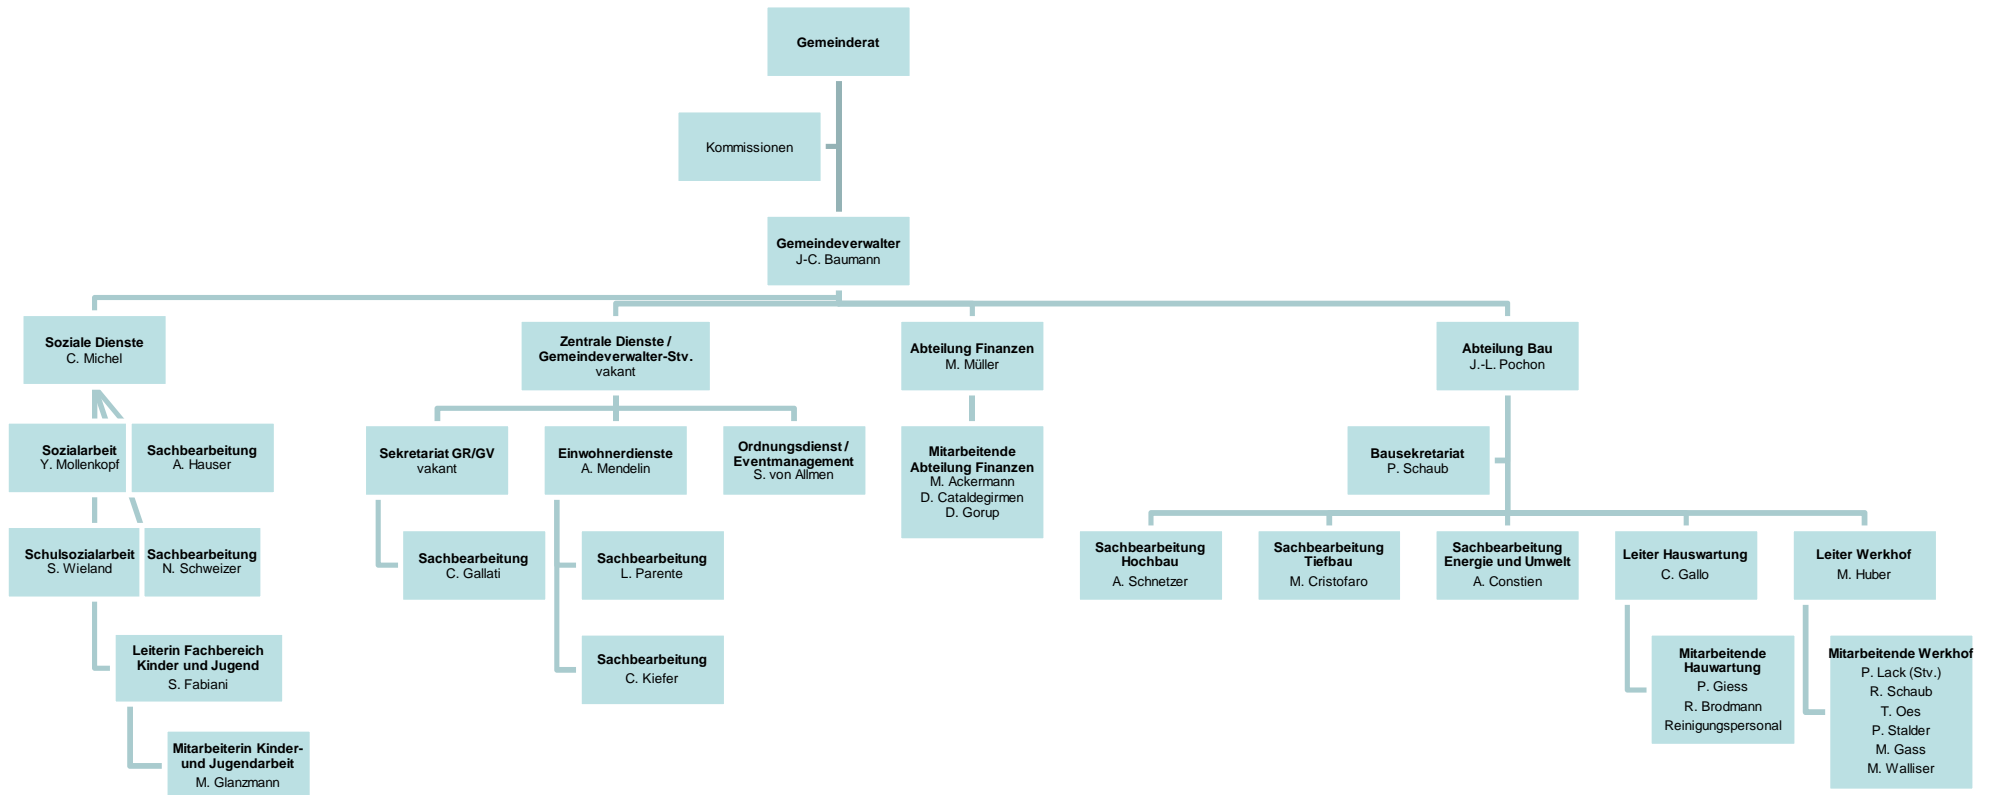 Gemeinderat
Kommissionen
Gemeindeverwalter
J-C. Baumann
Soziale Dienste
C. Michel
Zentrale Dienste /
Gemeindeverwalter-Stv.
vakant
Abteilung Finanzen
M. Müller
Abteilung Bau
J.-L. Pochon
Sozialarbeit
Y. Mollenkopf
Sachbearbeitung
A. Hauser
Sekretariat GR/GV
vakant
Einwohnerdienste
A. Mendelin
Ordnungsdienst /
Eventmanagement
S. von Allmen
Mitarbeitende
Abteilung Finanzen
M. Ackermann
D. Cataldegirmen
D. Gorup
Bausekretariat
P. Schaub
Schulsozialarbeit
S. Wieland
Sachbearbeitung
N. Schweizer
Sachbearbeitung
C. Gallati
Sachbearbeitung
L. Parente
Sachbearbeitung
Hochbau
A. Schnetzer
Sachbearbeitung
Tiefbau
M. Cristofaro
Sachbearbeitung
Energie und Umwelt
A. Constien
Leiter Hauswartung
C. Gallo
Leiter Werkhof
M. Huber
Leiterin Fachbereich
Kinder und Jugend
S. Fabiani
Sachbearbeitung
C. Kiefer
Mitarbeitende
Hauwartung
P. Giess
R. Brodmann
Reinigungspersonal
Mitarbeitende Werkhof
P. Lack (Stv.)
R. Schaub
T. Oes
P. Stalder
M. Gass
M. Walliser
Mitarbeiterin Kinder-
und Jugendarbeit
M. Glanzmann